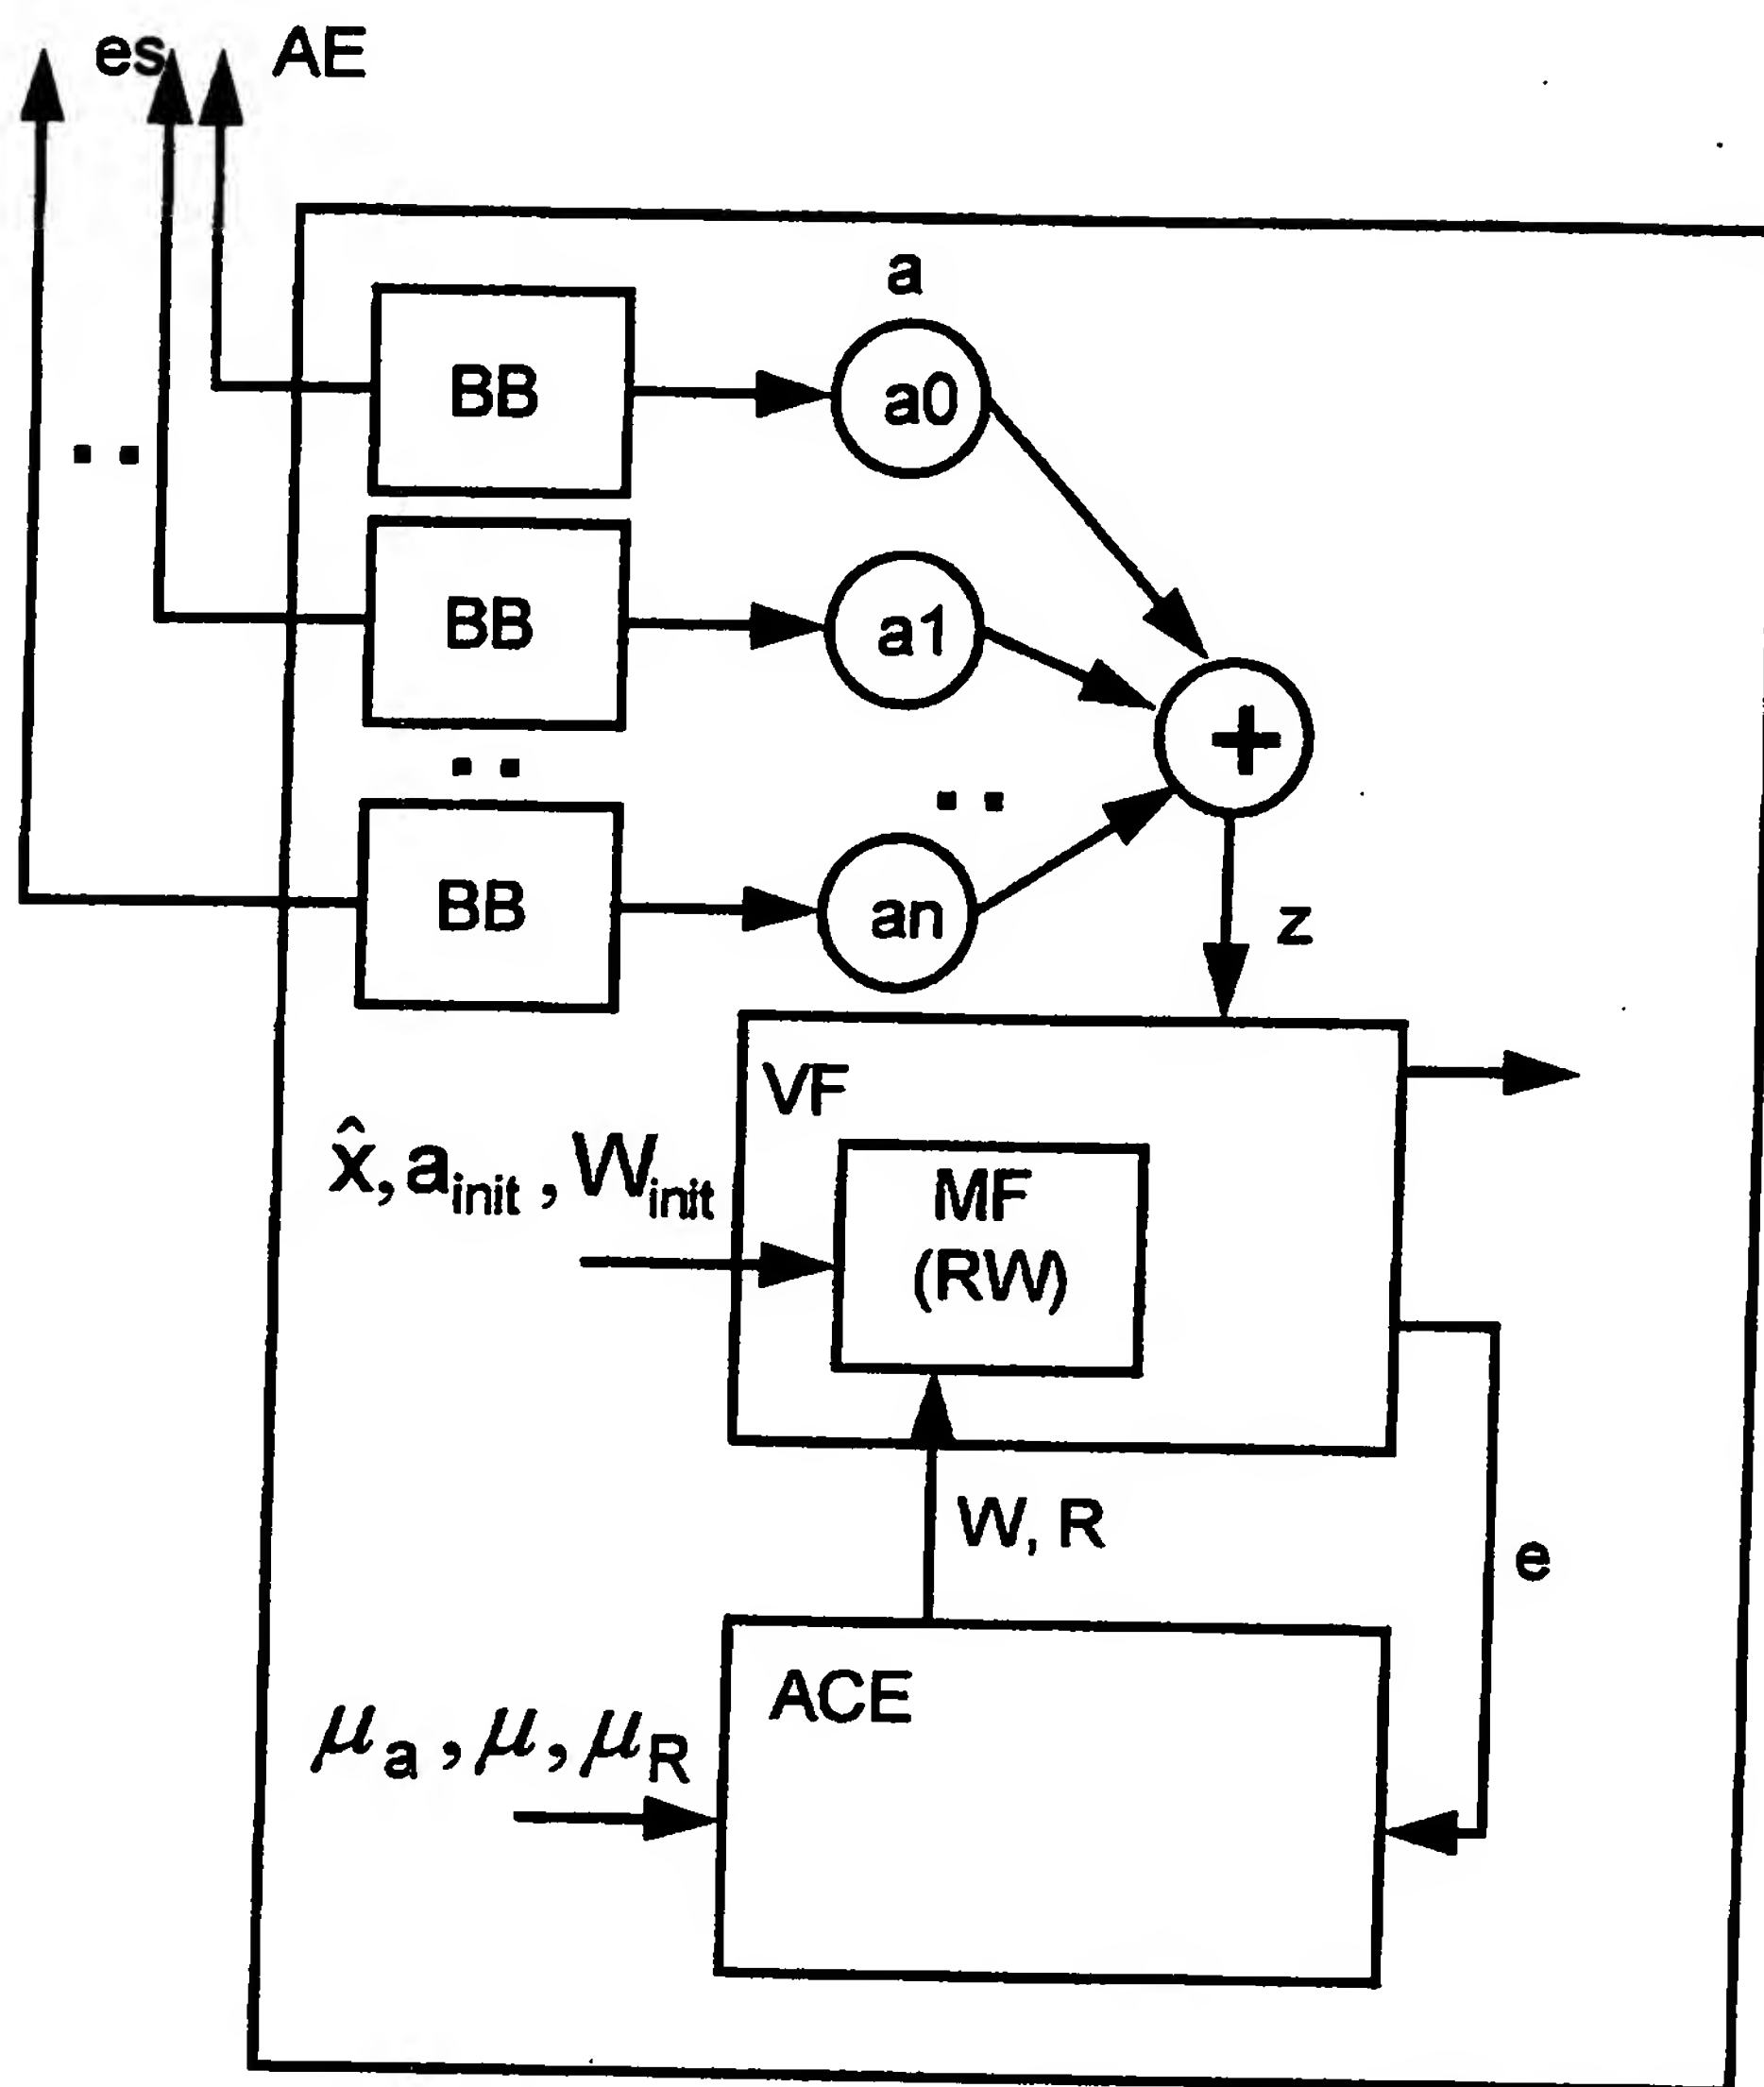 es AE
a
BB a0
BB a1
+
BB an
z
VF
x̂, a_init, W_init
MF
(RW)
W, R
e
ACE
μ_a, μ, μ_R